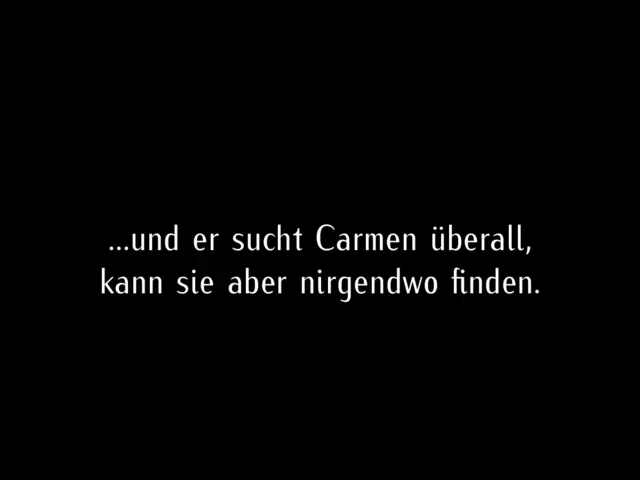 ...und er sucht Carmen überall,
kann sie aber nirgendwo finden.